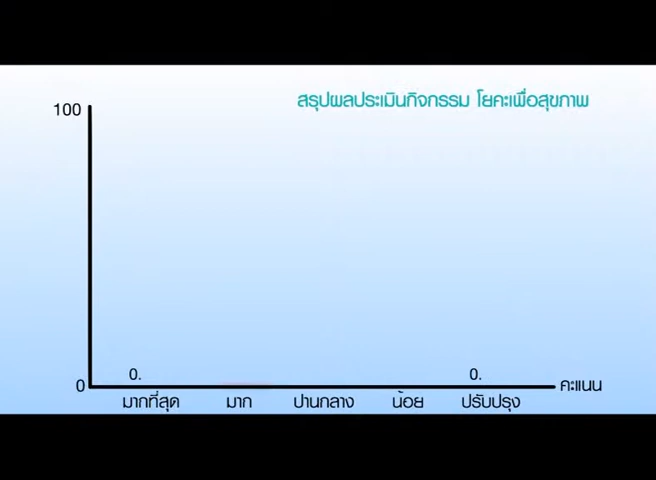 สรุปผลประเมินกิจกรรม โยคะเพื่อสุขภาพ
100
0. 0.
0 คะแนน
มากที่สุด มาก ปานกลาง น้อย ปรับปรุง